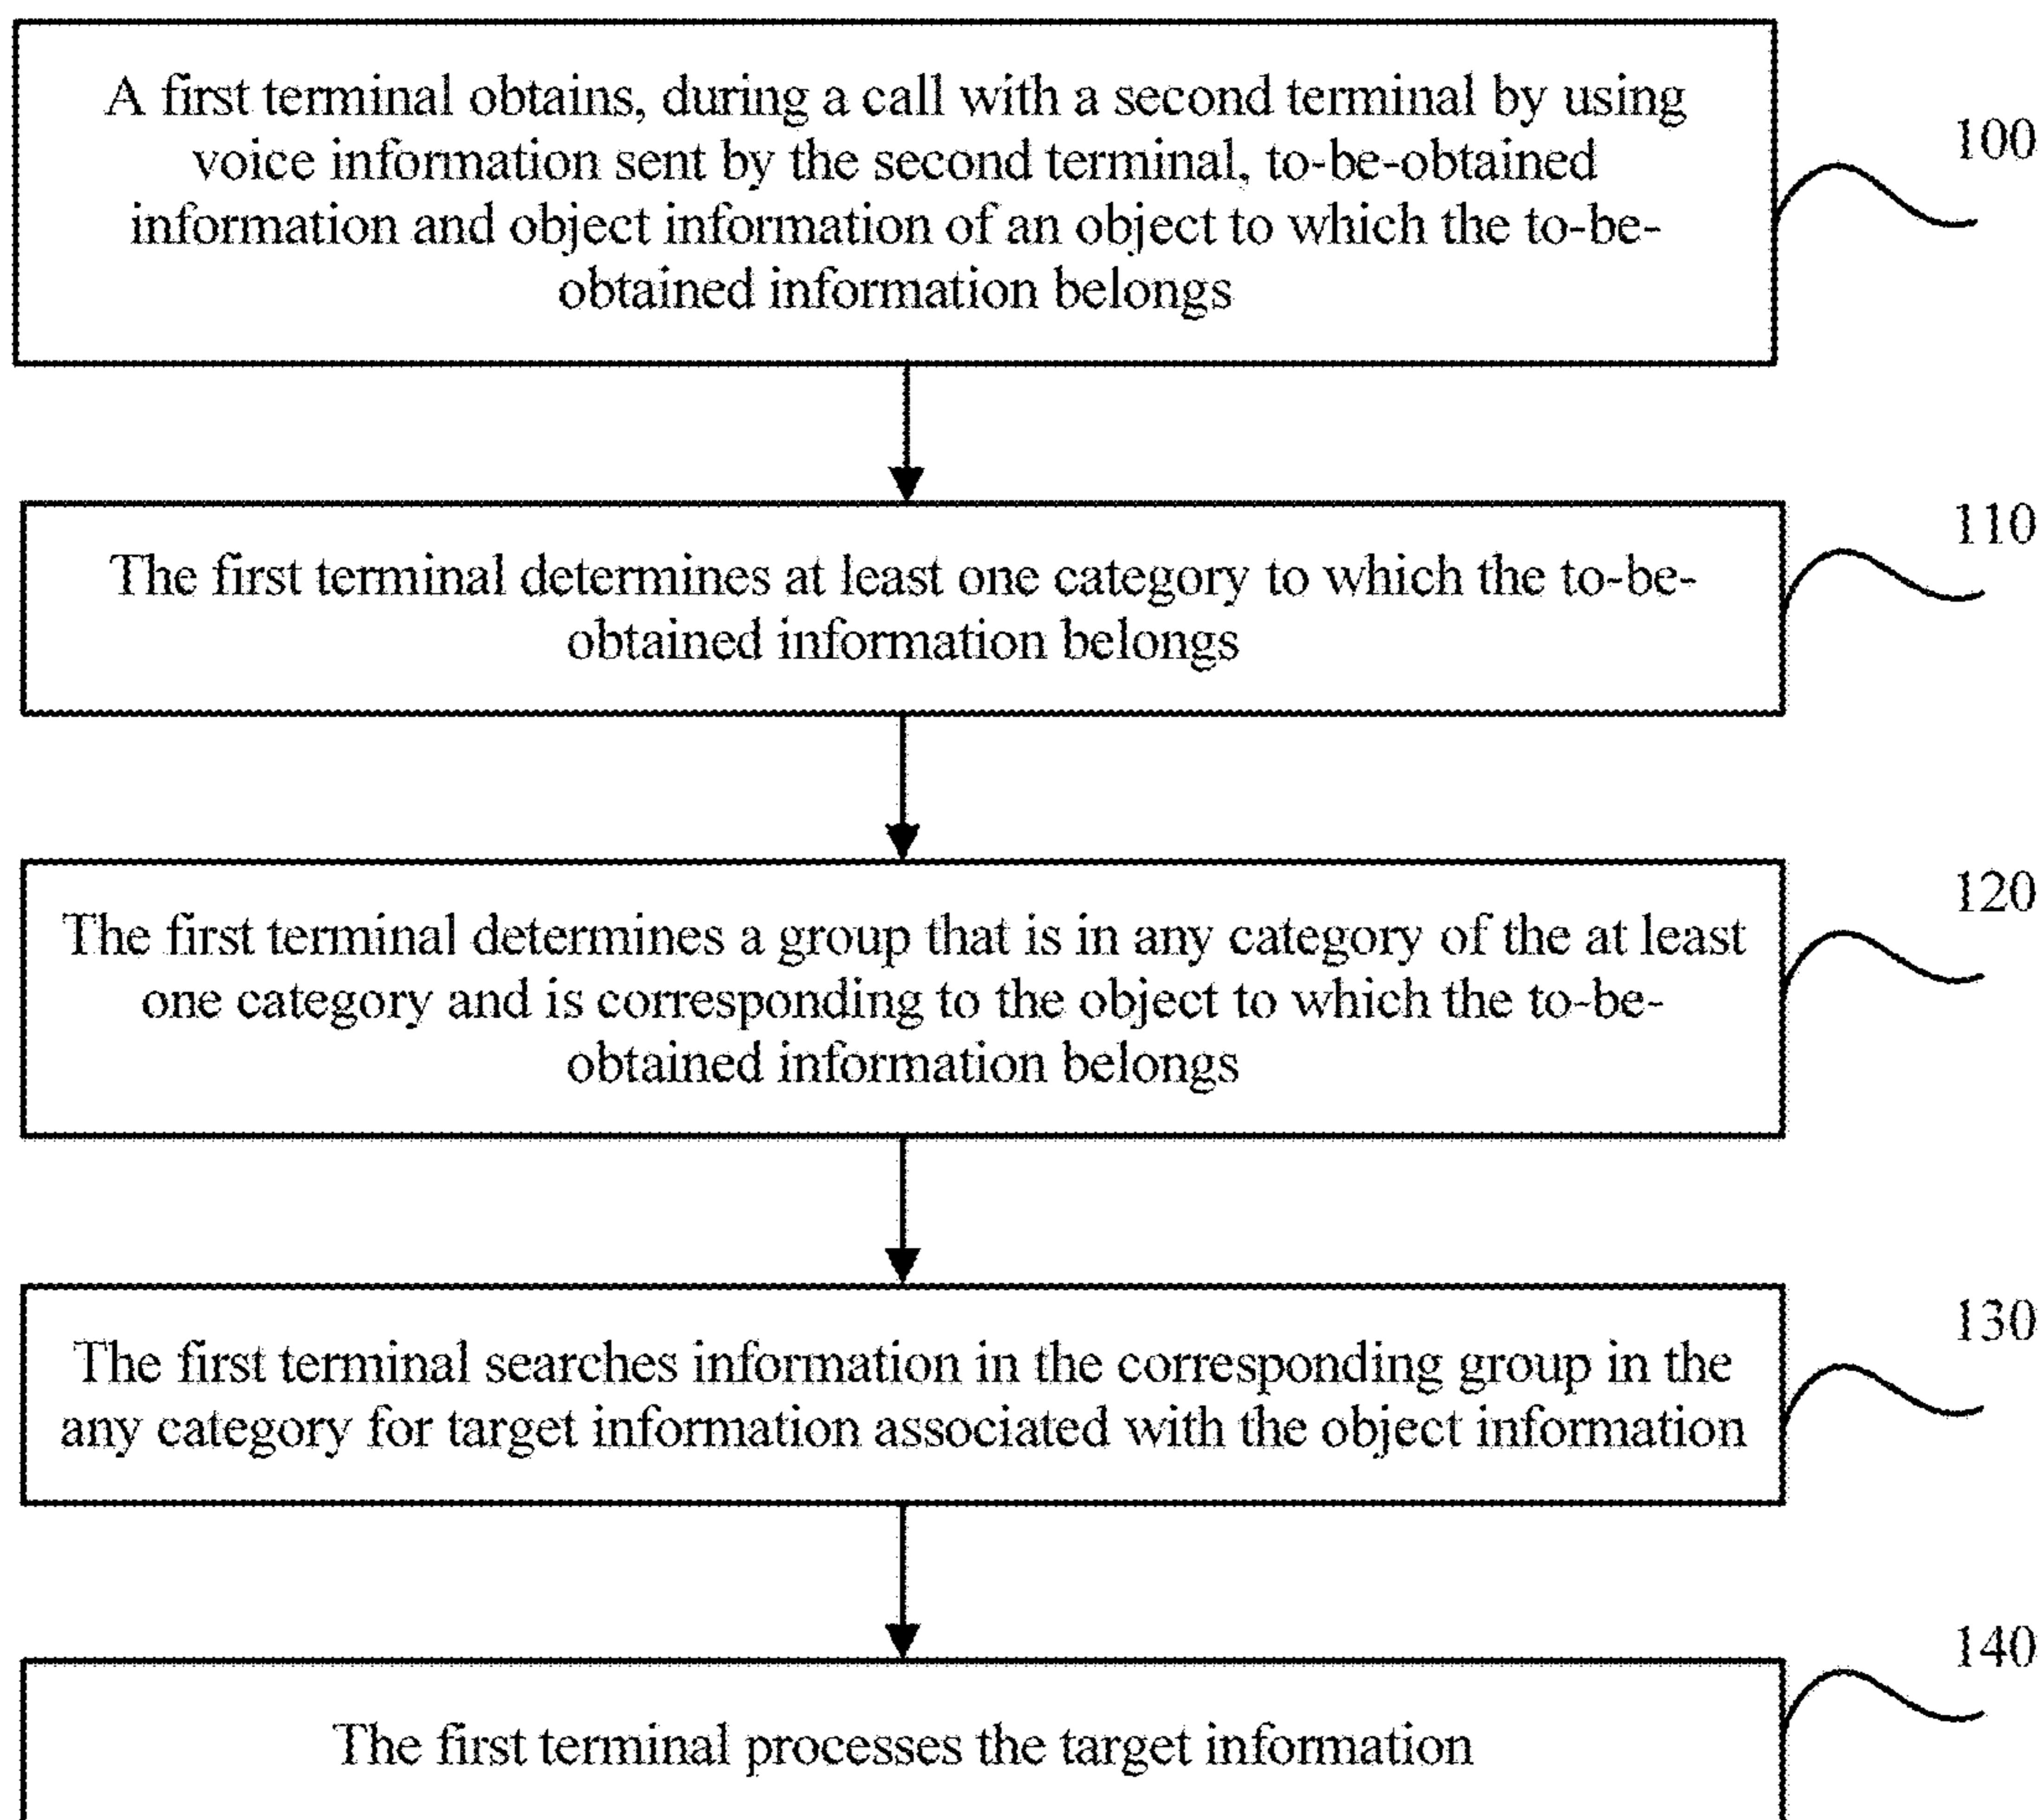 A first terminal obtains, during a call with a second terminal by using
voice information sent by the second terminal, to-be-obtained
information and object information of an object to which the to-be-
obtained information belongs
100
The first terminal determines at least one category to which the to-be-
obtained information belongs
110
The first terminal determines a group that is in any category of the at least
one category and is corresponding to the object to which the to-be-
obtained information belongs
120
The first terminal searches information in the corresponding group in the
any category for target information associated with the object information
130
The first terminal processes the target information
140